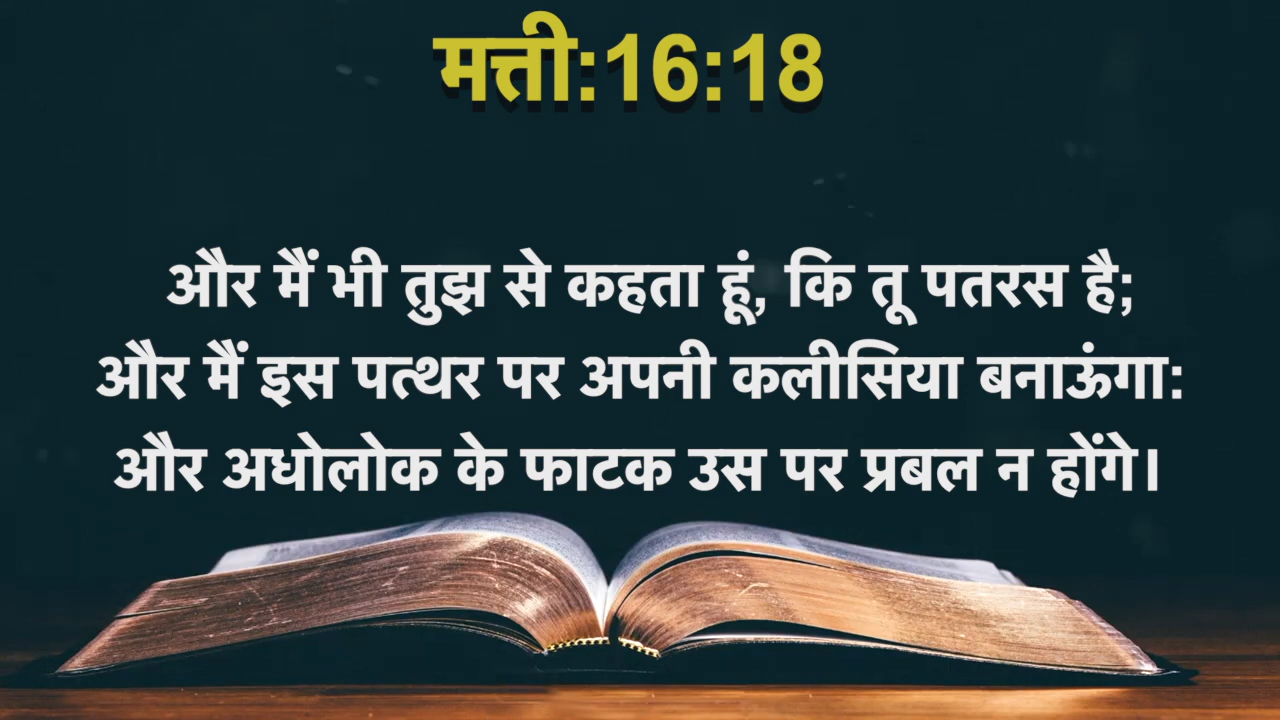 मत्ती:16:18
और मैं भी तुझ से कहता हूं, कि तू पतरस है;
और मैं इस पत्थर पर अपनी कलीसिया बनाऊंगा:
और अधोलोक के फाटक उस पर प्रबल न होंगे।